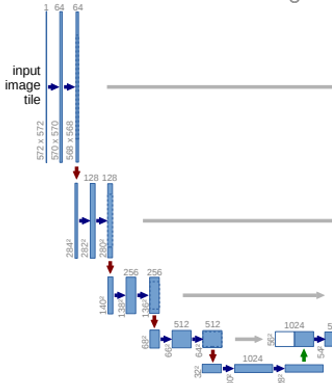 1 64 64
input
image
tile
572 x 572
570 x 570
568 x 568
128 128
284²
282²
280²
256 256
140²
138²
136²
512 512
1024
68²
66²
64²
56²
54²
1024
32²